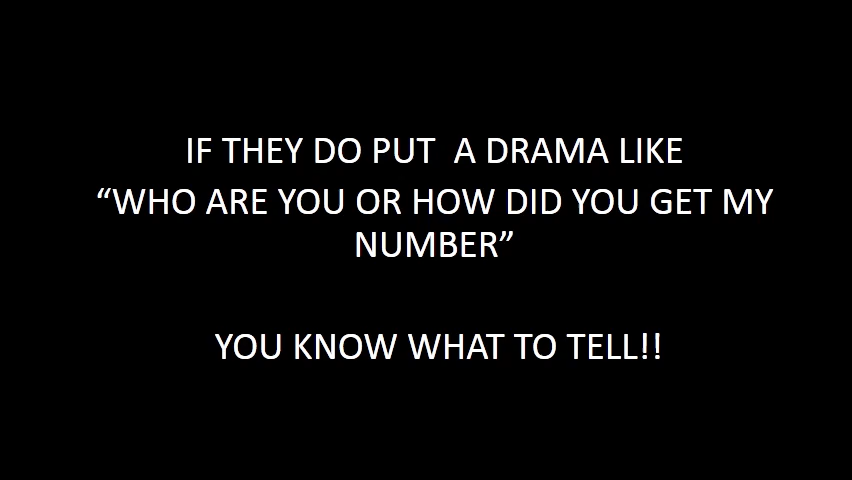 IF THEY DO PUT  A DRAMA LIKE
“WHO ARE YOU OR HOW DID YOU GET MY
NUMBER”
YOU KNOW WHAT TO TELL!!